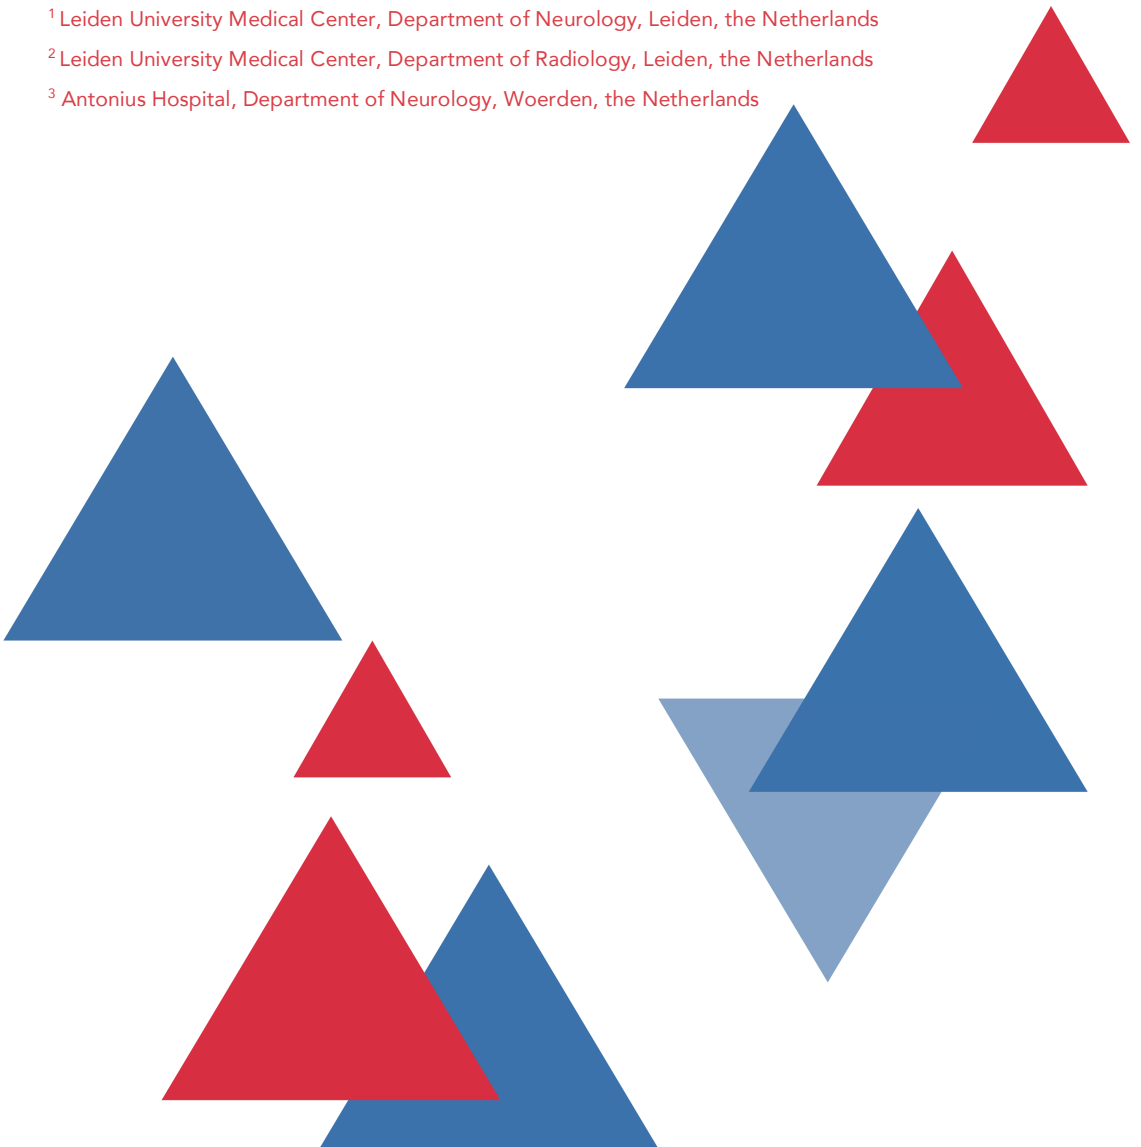 ¹ Leiden University Medical Center, Department of Neurology, Leiden, the Netherlands
² Leiden University Medical Center, Department of Radiology, Leiden, the Netherlands
³ Antonius Hospital, Department of Neurology, Woerden, the Netherlands